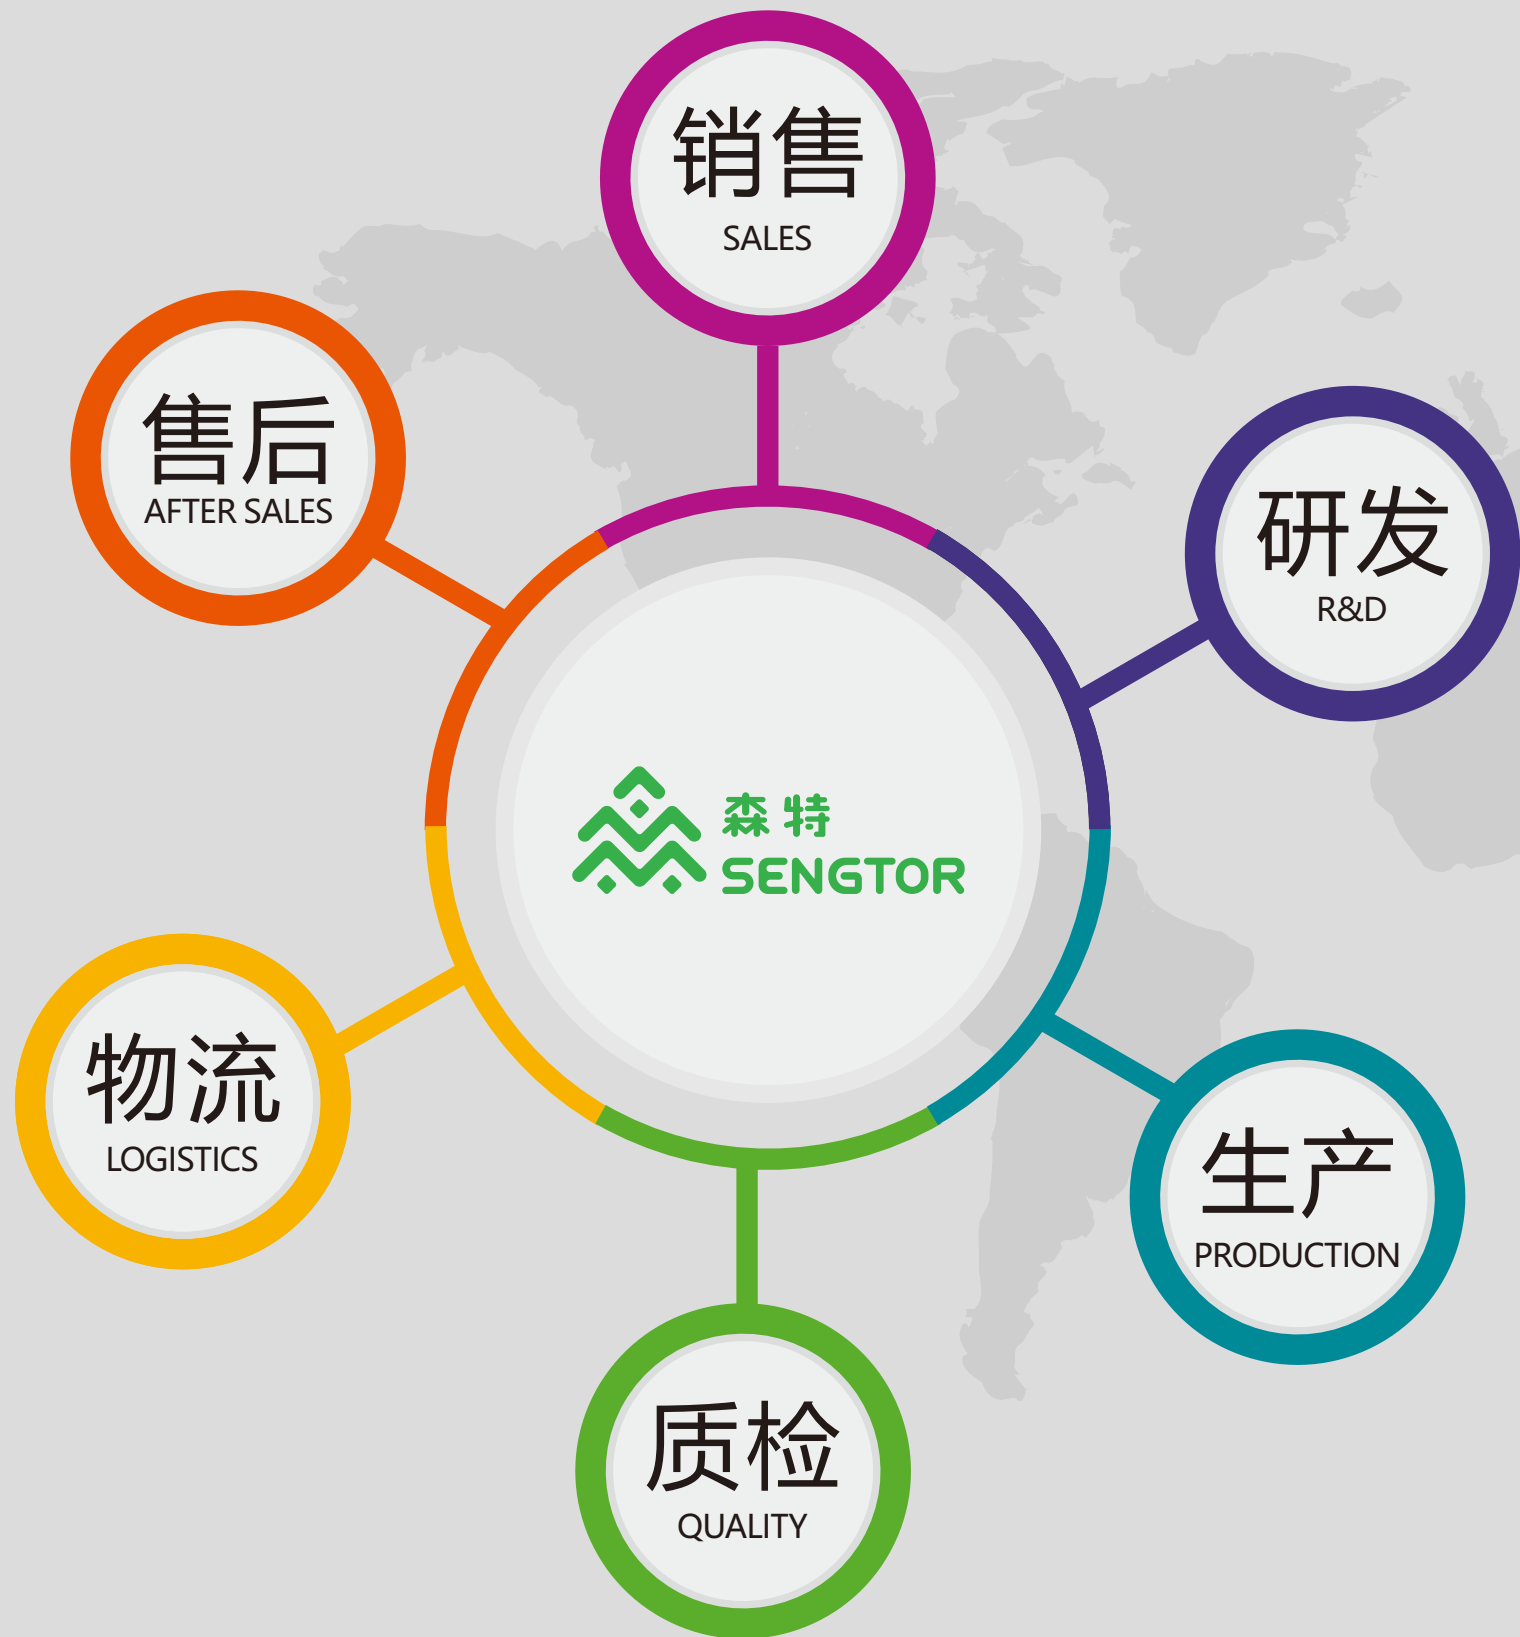 销售
SALES
售后
AFTER SALES
研发
R&D
森特
SENGTOR
物流
LOGISTICS
生产
PRODUCTION
质检
QUALITY